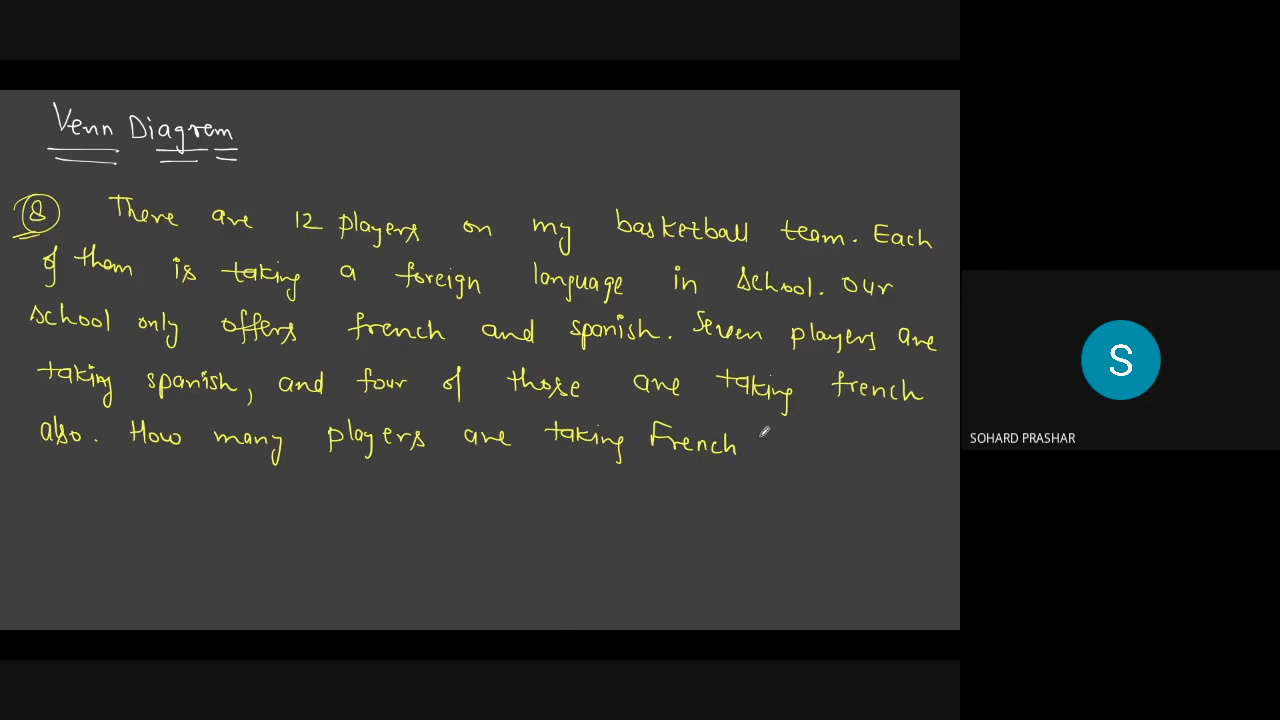 Venn Diagrem
8 There are 12 players on my basketball team. Each
of them is taking a foreign language in school. Our
school only offers french and spanish. Seven players are
taking spanish, and four of those are taking french
also. How many players are taking French
S
SOHARD PRASHAR